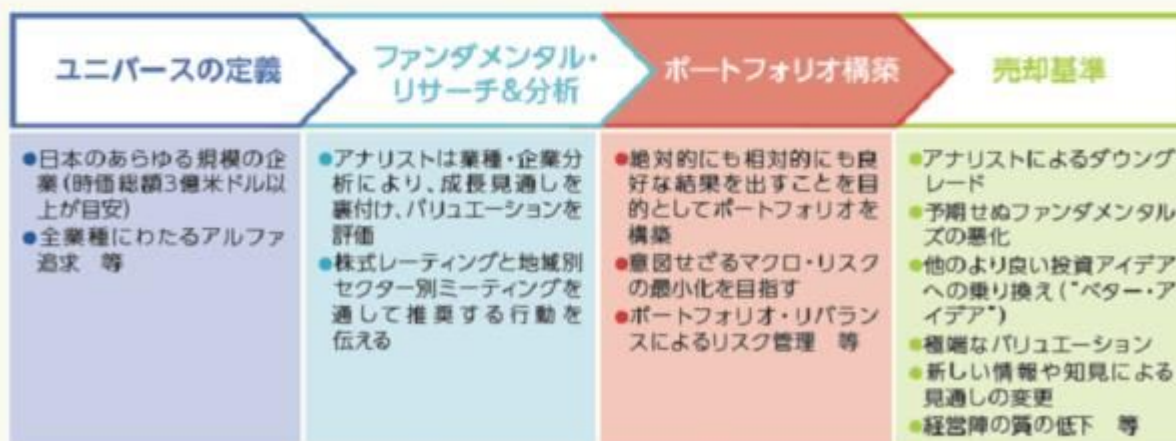 ユニバースの定義
ファンダメンタル・
リサーチ&分析
ポートフォリオ構築
売却基準
●日本のあらゆる規模の企
業(時価総額3億米ドル以
上が目安)
●全業種にわたるアルファ
追求 等
●アナリストは業種・企業分
析により、成長見通しを
裏付け、バリュエーションを
評価
●株式レーティングと地域別
セクター別ミーティングを
通して推奨する行動を
伝える
●絶対的にも相対的にも良
好な結果を出すことを目
的としてポートフォリオを
構築
●意図せざるマクロ・リスク
の最小化を目指す
●ポートフォリオ・リバラン
スによるリスク管理 等
●アナリストによるダウング
レード
●予期せぬファンダメンタル
ズの悪化
●他のより良い投資アイデア
への乗り換え("ベター・ア
イデア")
●極端なバリュエーション
●新しい情報や知見による
見通しの変更
●経営陣の質の低下 等